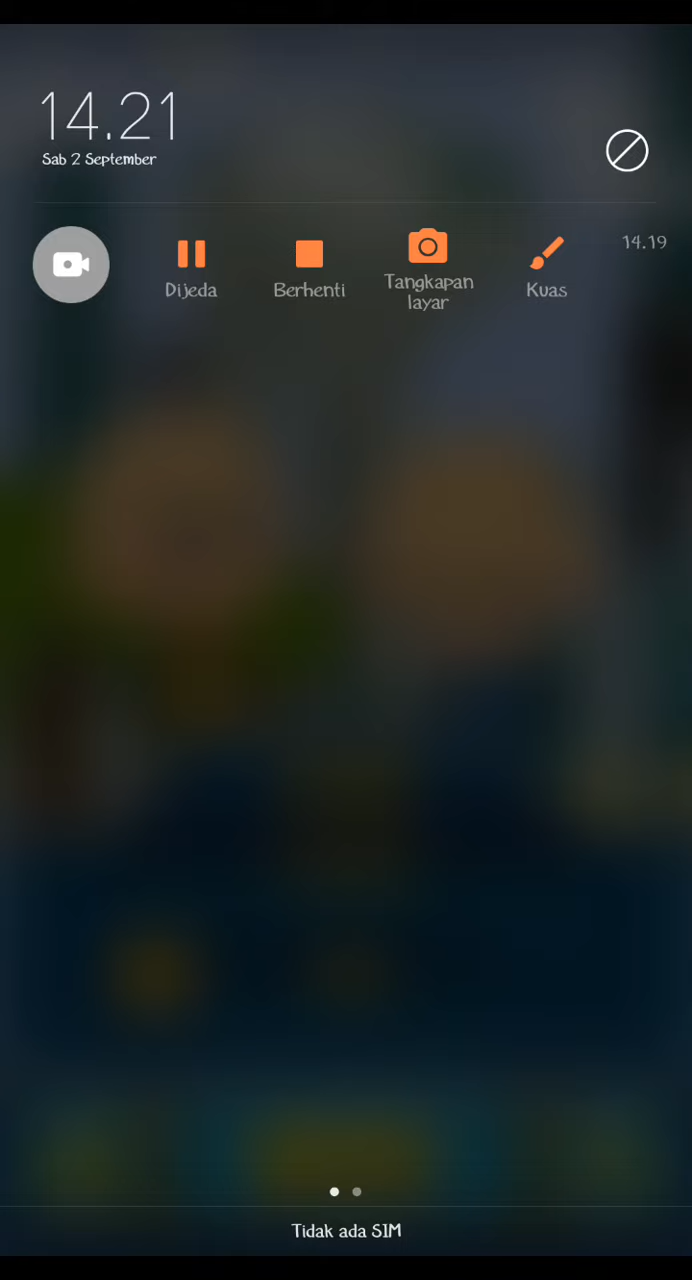 14.21
Sab 2 September
14.19
Dijeda
Berhenti
Tangkapan
layar
Kuas
Tidak ada SIM